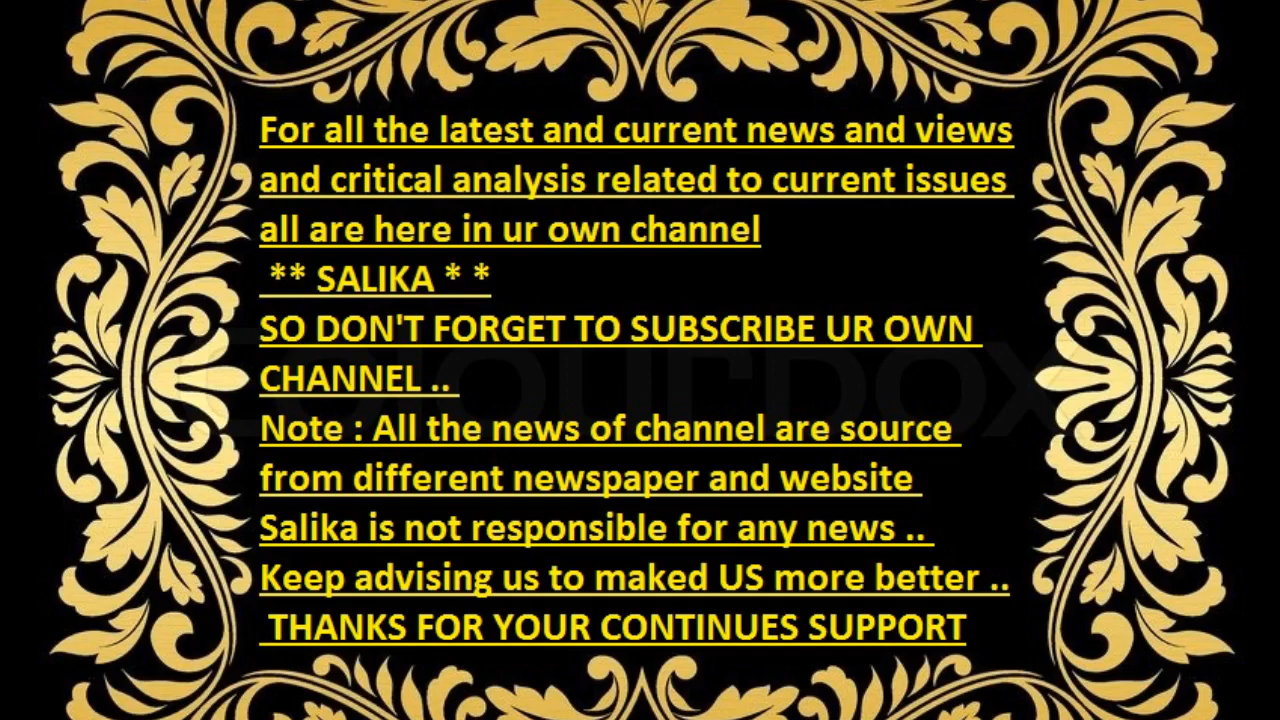 For all the latest and current news and views
and critical analysis related to current issues
all are here in ur own channel
** SALIKA * *
SO DON'T FORGET TO SUBSCRIBE UR OWN
CHANNEL ..
Note : All the news of channel are source
from different newspaper and website
Salika is not responsible for any news ..
Keep advising us to maked US more better ..
THANKS FOR YOUR CONTINUES SUPPORT